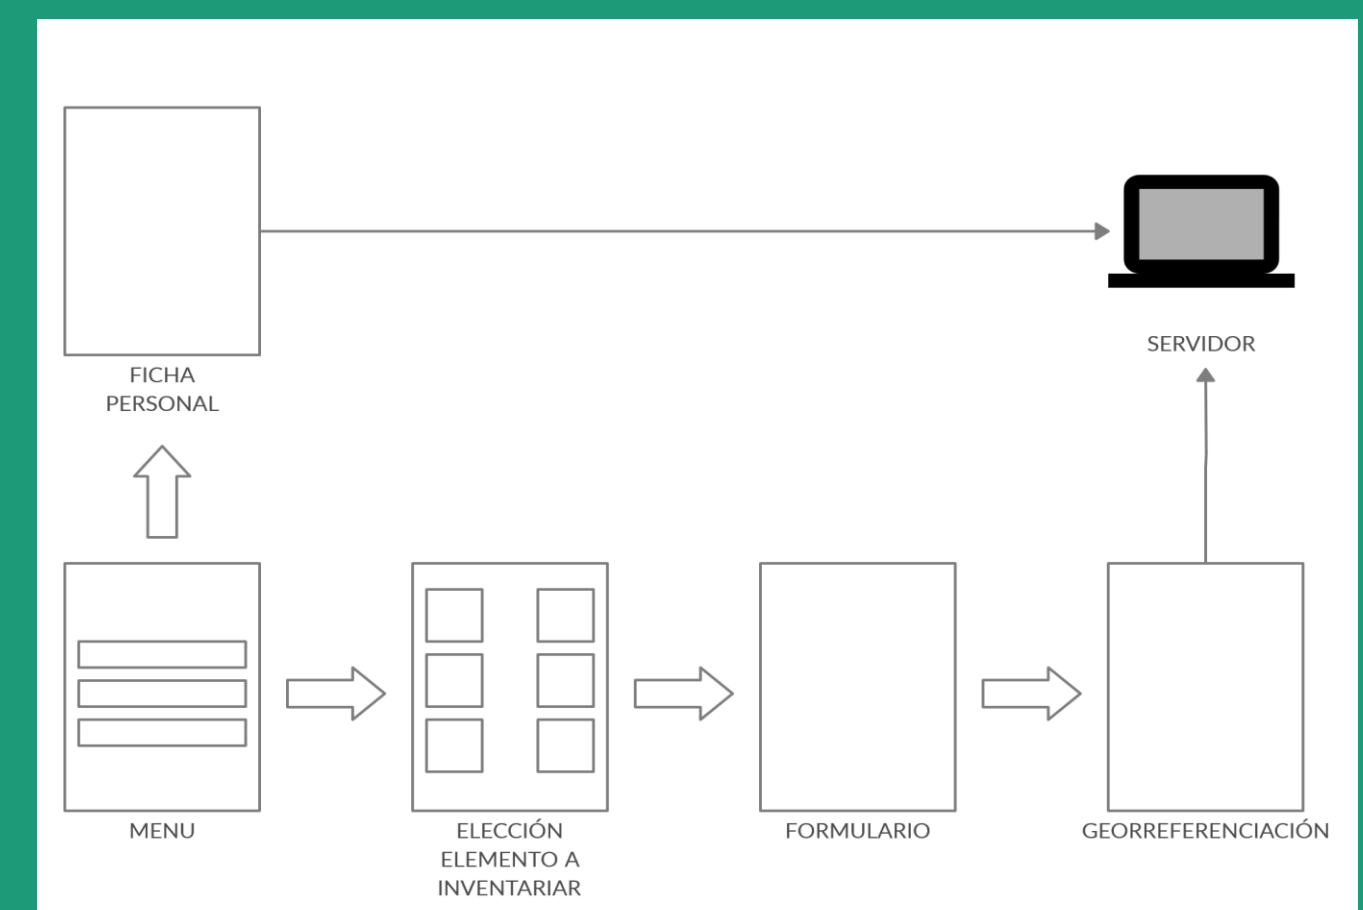 SERVIDOR
FICHA
PERSONAL
MENU
ELECCIÓN
ELEMENTO A
INVENTARIAR
FORMULARIO
GEORREFERENCIACIÓN